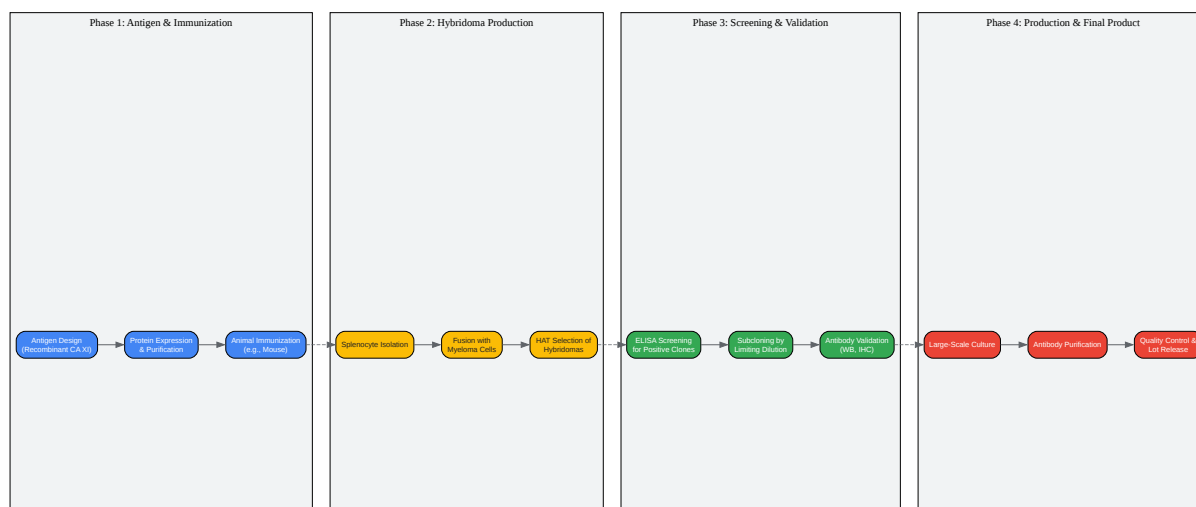 Phase 1: Antigen & Immunization
Antigen Design
(Recombinant CA XI)
Protein Expression
& Purification
Animal Immunization
(e.g., Mouse)
Phase 2: Hybridoma Production
Splenocyte Isolation
Fusion with
Myeloma Cells
HAT Selection of
Hybridomas
Phase 3: Screening & Validation
ELISA Screening
for Positive Clones
Subcloning by
Limiting Dilution
Antibody Validation
(WB, IHC)
Phase 4: Production & Final Product
Large-Scale Culture
Antibody Purification
Quality Control &
Lot Release